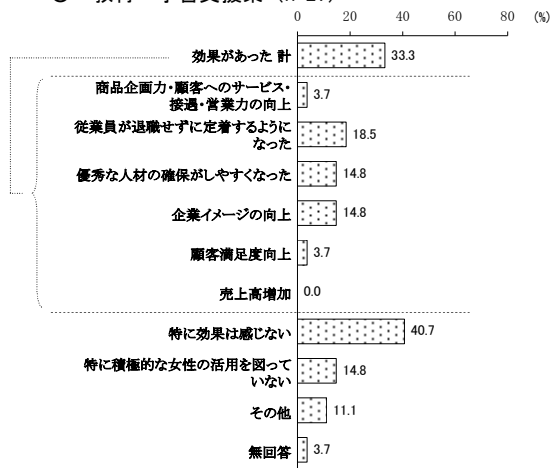 0 20 40 60 80 (%)
効果があった 計 33.3
商品企画力・顧客へのサービス・
接遇・営業力の向上 3.7
従業員が退職せずに定着するように
なった 18.5
優秀な人材の確保がしやすくなった 14.8
企業イメージの向上 14.8
顧客満足度向上 3.7
売上高増加 0.0
特に効果は感じない 40.7
特に積極的な女性の活用を図って
いない 14.8
その他 11.1
無回答 3.7